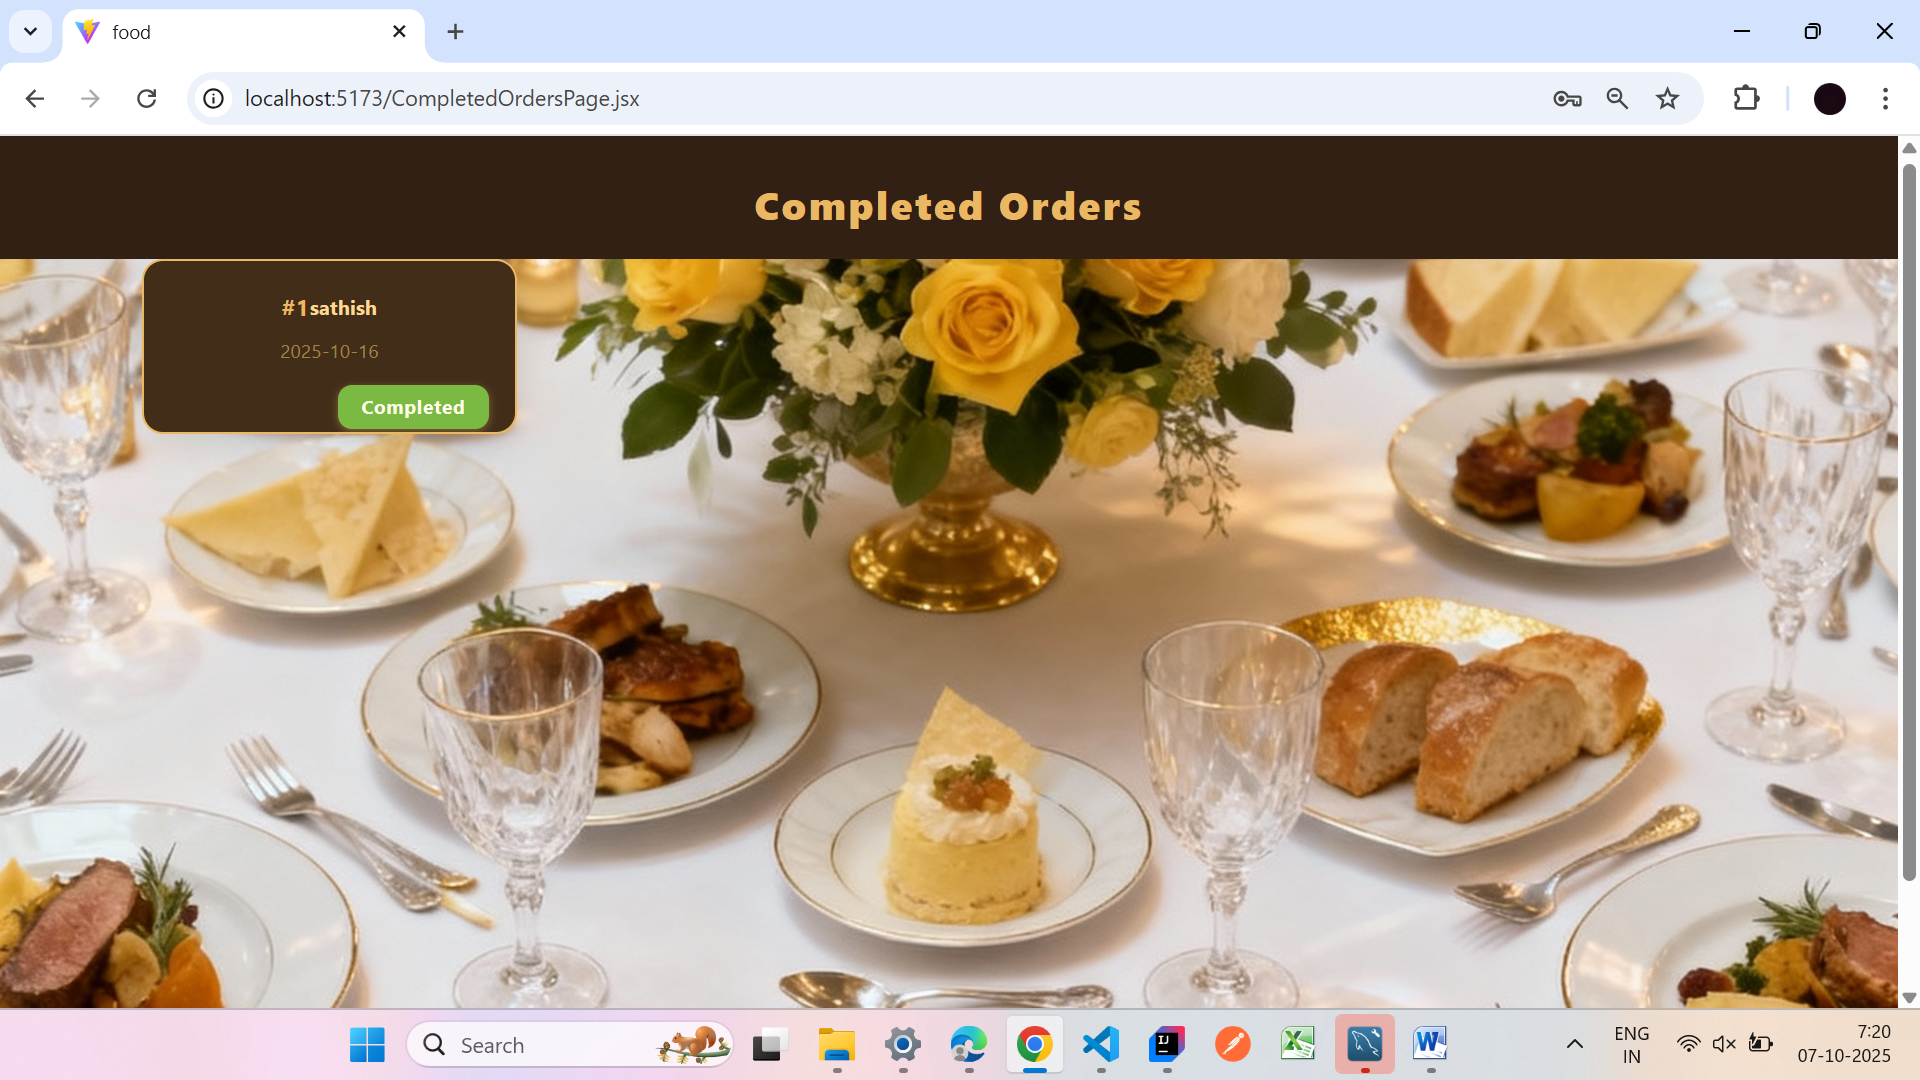 food
localhost:5173/CompletedOrdersPage.jsx
Completed Orders
#1 sathish
2025-10-16
Completed
Search
ENG
IN
7:20
07-10-2025